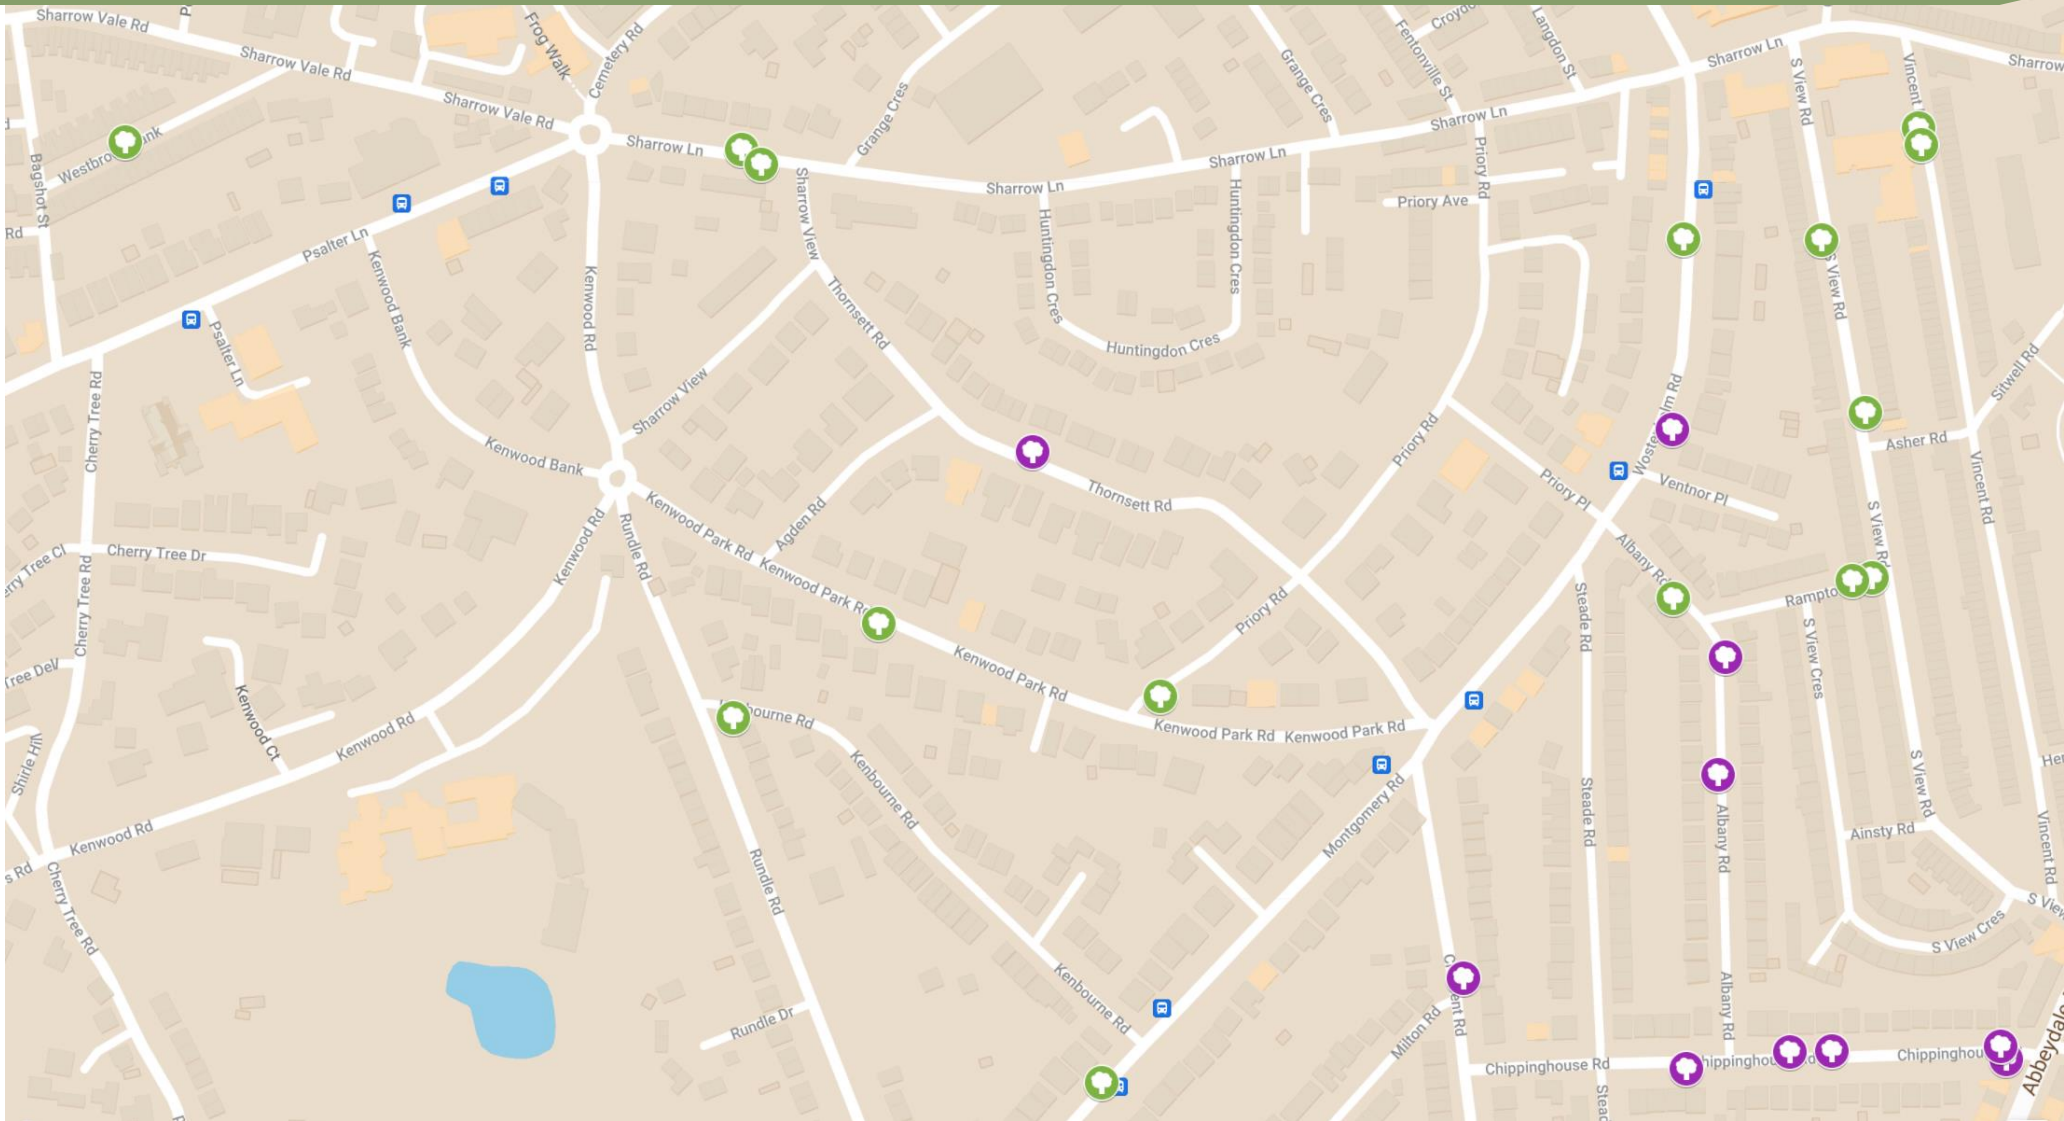 Sharrow Vale Rd
Frog Walk
Cemetery Rd
Fentonville St
Langdon St
Sharrow Ln
Sharrow
Sharrow Vale Rd
Grange Cres
Grange Cres
S View Rd
Vincent
Sharrow Vale Rd
Sharrow Ln
Sharrow Ln
Sharrow Ln
Sharrow Ln
Priory Rd
Bagshot St
Sharrow View
Huntingdon Cres
Huntingdon Cres
Huntingdon Cres
Priory Ave
Rd
Psalter Ln
Kenwood Bank
Kenwood Rd
Thornsett Rd
S View Rd
Psalter Ln
Sitwell Rd
Cherry Tree Rd
Sharrow View
Kenwood Bank
Priory Rd
Asher Rd
Priory Pl
Ventnor Pl
Vincent Rd
Agden Rd
Thornsett Rd
Kenwood Park Rd
Kenwood Rd
Rundle Rd
S View Rd
Cherry Tree Dr
Albany Rd
Kenwood Park Rd
Cherry Tree Rd
Priory Rd
Steade Rd
S View Cres
Kenwood Park Rd
Kenwood Ct
Kenwood Rd
Kenwood Park Rd
Kenwood Park Rd
Shirle Hill
Kenbourne Rd
Montgomery Rd
Steade Rd
Albany Rd
S View Rd
Ainsty Rd
Vincent Rd
Kenwood Rd
Rundle Rd
Cherry Tree Rd
S View
S View Cres
Kenbourne Rd
Rundle Dr
Milton Rd
Albany Rd
Chippinghouse Rd
Abbeydale